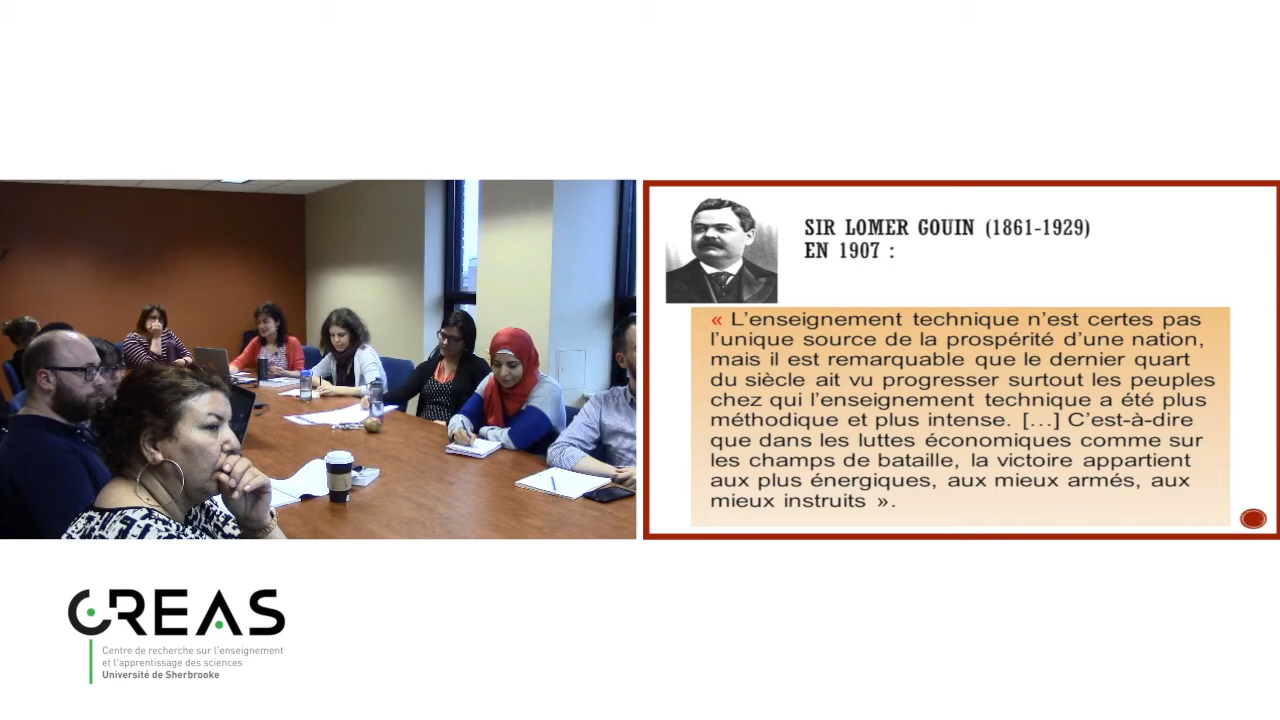 SIR LOMER GOUIN (1861-1929)
EN 1907 :
« L’enseignement technique n’est certes pas
l’unique source de la prospérité d’une nation,
mais il est remarquable que le dernier quart
du siècle ait vu progresser surtout les peuples
chez qui l’enseignement technique a été plus
méthodique et plus intense. […] C’est-à-dire
que dans les luttes économiques comme sur
les champs de bataille, la victoire appartient
aux plus énergiques, aux mieux armés, aux
mieux instruits ».
CREAS
Centre de recherche sur l'enseignement
et l'apprentissage des sciences
Université de Sherbrooke